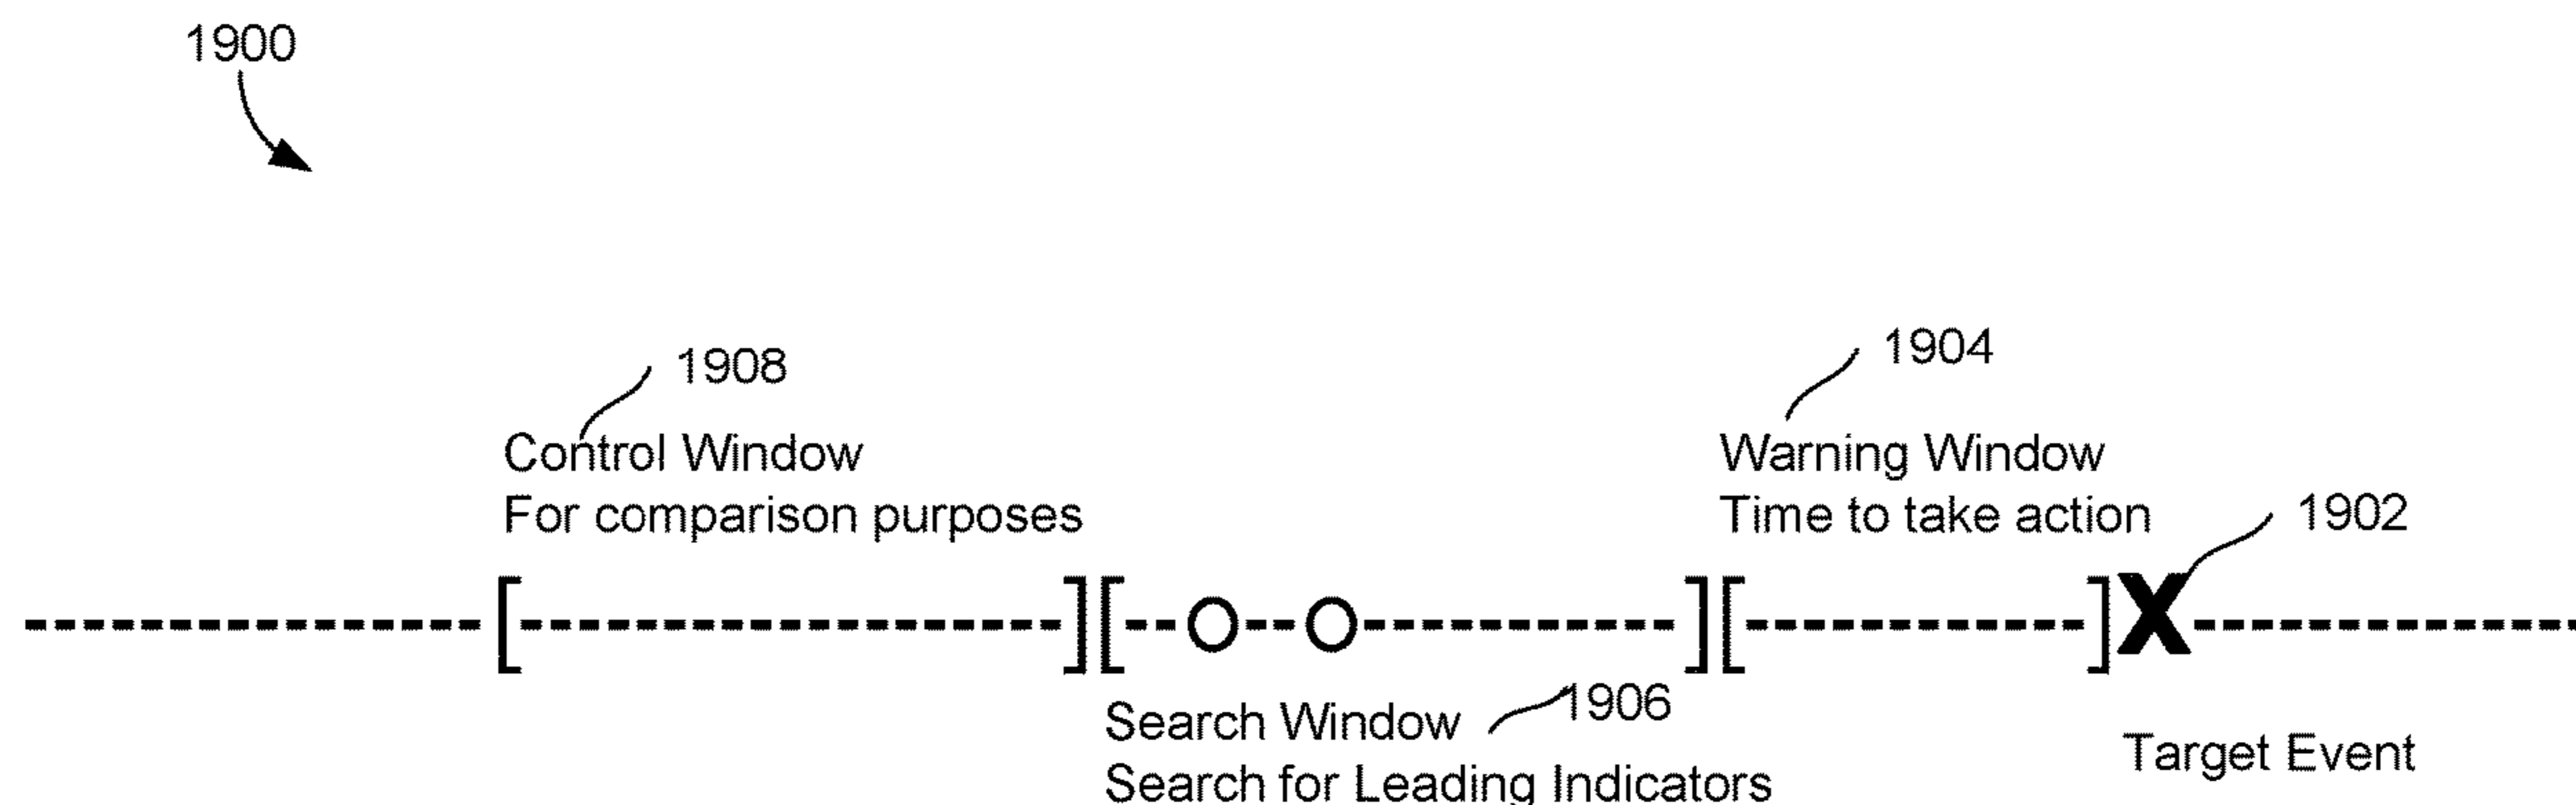 1900
1908
Control Window
For comparison purposes
1904
Warning Window
Time to take action
1902
[ ][ O O ][ ]X
1906
Search Window
Search for Leading Indicators
Target Event